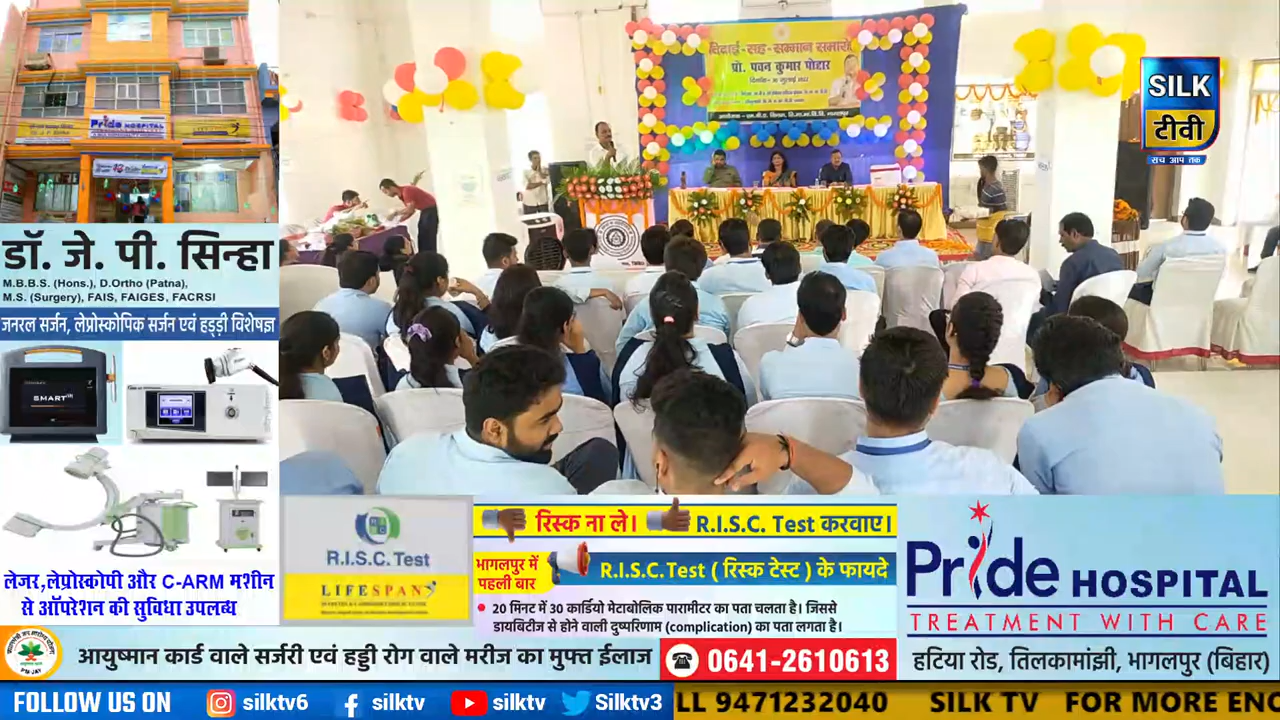 Pride HOSPITAL
डॉ. जे. पी. सिन्हा
M.B.B.S. (Hons.), D.Ortho (Patna),
M.S. (Surgery), FAIS, FAIGES, FACRSI
जनरल सर्जन, लेप्रोस्कोपिक सर्जन एवं हड्डी विशेषज्ञ
SMART
लेजर,लेप्रोस्कोपी और C-ARM मशीन
से ऑपरेशन की सुविधा उपलब्ध
विदाई-सह-सम्मान समारोह
प्रो. पवन कुमार पोद्दार
SILK
टीवी
सच आप तक
R.I.S.C. Test
LIFESPAN
रिस्क ना ले। R.I.S.C. Test करवाए।
भागलपुर में
पहली बार
R.I.S.C. Test ( रिस्क टेस्ट ) के फायदे
20 मिनट में 30 कार्डियो मेटाबोलिक पारामीटर का पता चलता है। जिससे
डायबिटीज से होने वाली दुष्परिणाम (complication) का पता लगता है।
Pride HOSPITAL
TREATMENT WITH CARE
हटिया रोड, तिलकामांझी, भागलपुर (बिहार)
PM-JAY
आयुष्मान कार्ड वाले सर्जरी एवं हड्डी रोग वाले मरीज का मुफ्त ईलाज
0641-2610613
FOLLOW US ON silktv6 silktv silktv Silktv3
LL 9471232040 SILK TV FOR MORE ENQ